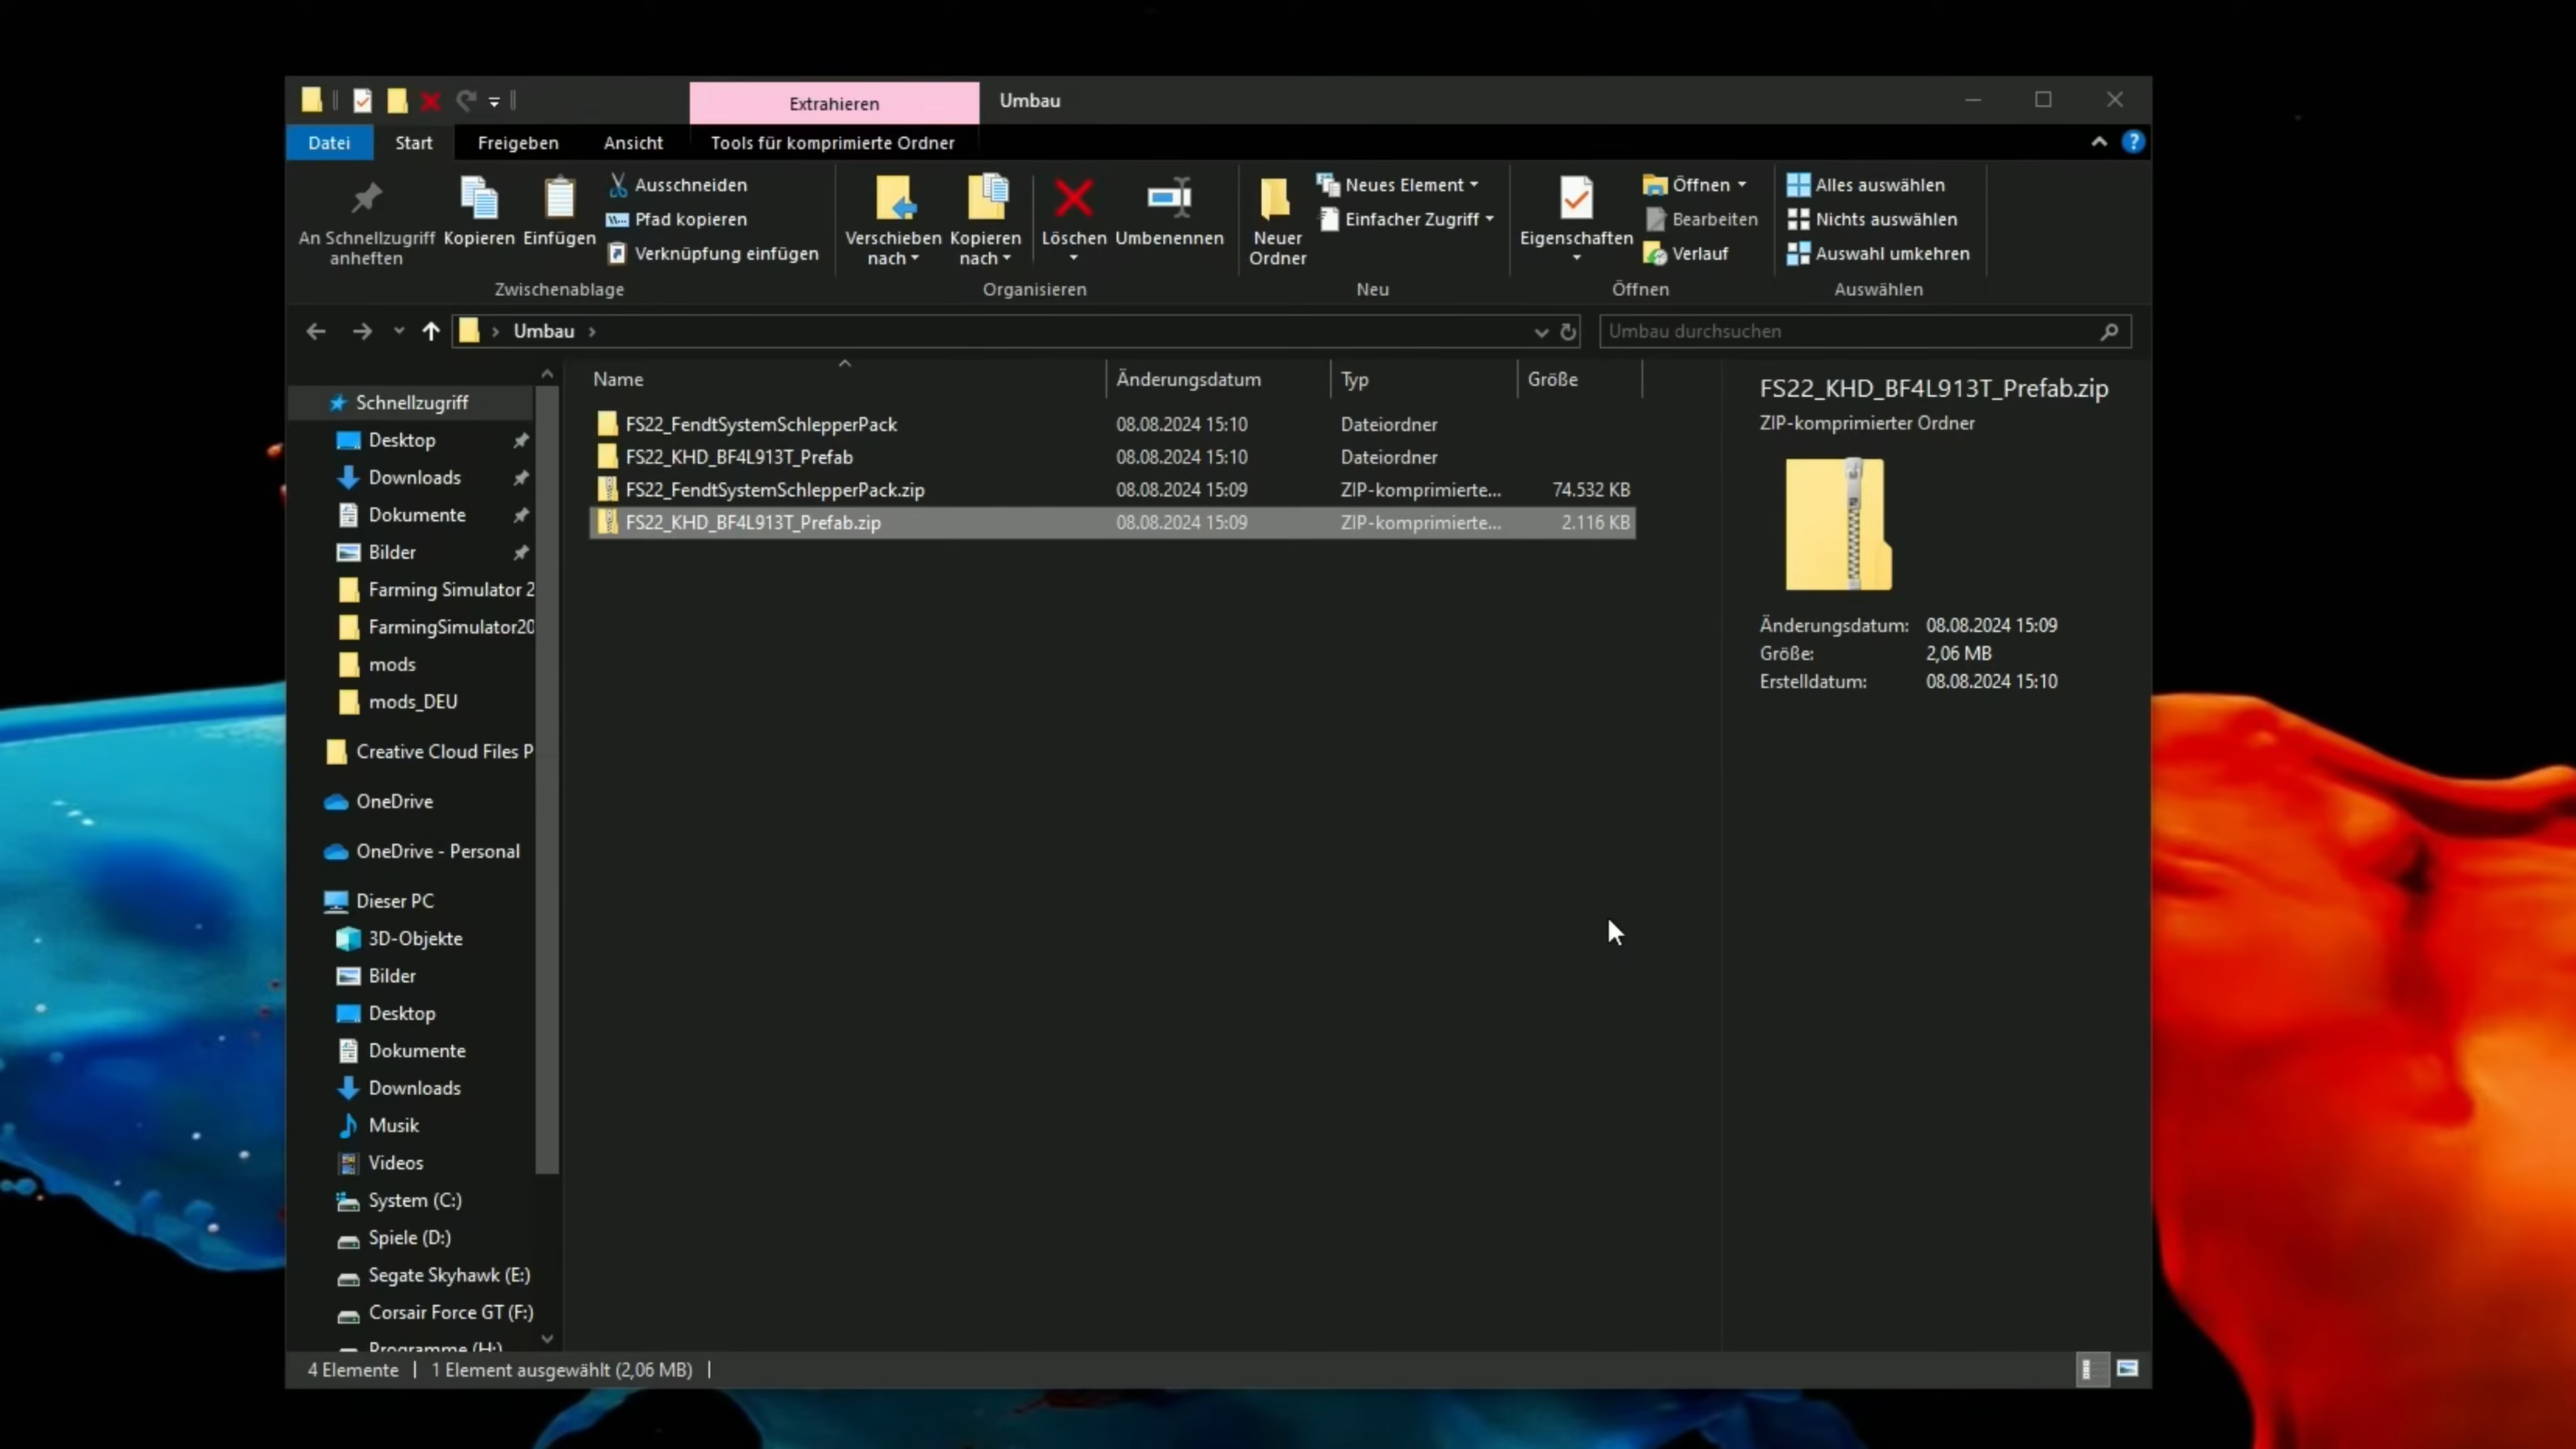 Extrahieren
Umbau
Datei
Start
Freigeben
Ansicht
Tools für komprimierte Ordner
An Schnellzugriff
anheften
Kopieren
Einfügen
Ausschneiden
Pfad kopieren
Verknüpfung einfügen
Zwischenablage
Verschieben
nach
Kopieren
nach
Löschen
Umbenennen
Organisieren
Neuer
Ordner
Neues Element
Einfacher Zugriff
Neu
Eigenschaften
Öffnen
Bearbeiten
Verlauf
Öffnen
Alles auswählen
Nichts auswählen
Auswahl umkehren
Auswählen
Umbau
Umbau durchsuchen
Schnellzugriff
Desktop
Downloads
Dokumente
Bilder
Farming Simulator 2
FarmingSimulator20
mods
mods_DEU
Creative Cloud Files P
OneDrive
OneDrive - Personal
Dieser PC
3D-Objekte
Bilder
Desktop
Dokumente
Downloads
Musik
Videos
System (C:)
Spiele (D:)
Segate Skyhawk (E:)
Corsair Force GT (F:)
Programme (H:)
Name Änderungsdatum Typ Größe
FS22_FendtSystemSchlepperPack 08.08.2024 15:10 Dateiordner
FS22_KHD_BF4L913T_Prefab 08.08.2024 15:10 Dateiordner
FS22_FendtSystemSchlepperPack.zip 08.08.2024 15:09 ZIP-komprimierte... 74.532 KB
FS22_KHD_BF4L913T_Prefab.zip 08.08.2024 15:09 ZIP-komprimierte... 2.116 KB
FS22_KHD_BF4L913T_Prefab.zip
ZIP-komprimierter Ordner
Änderungsdatum: 08.08.2024 15:09
Größe: 2,06 MB
Erstelldatum: 08.08.2024 15:10
4 Elemente
1 Element ausgewählt (2,06 MB)